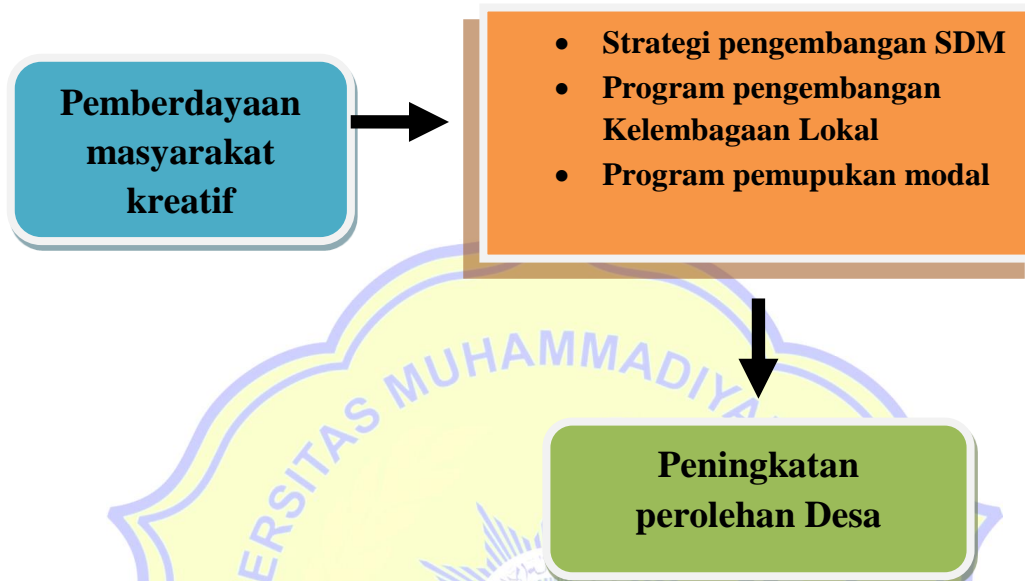 Pemberdayaan
masyarakat
kreatif
• Strategi pengembangan SDM
• Program pengembangan
Kelembagaan Lokal
• Program pemupukan modal
MUHAMMADIYA
ERSITAS
Peningkatan
perolehan Desa